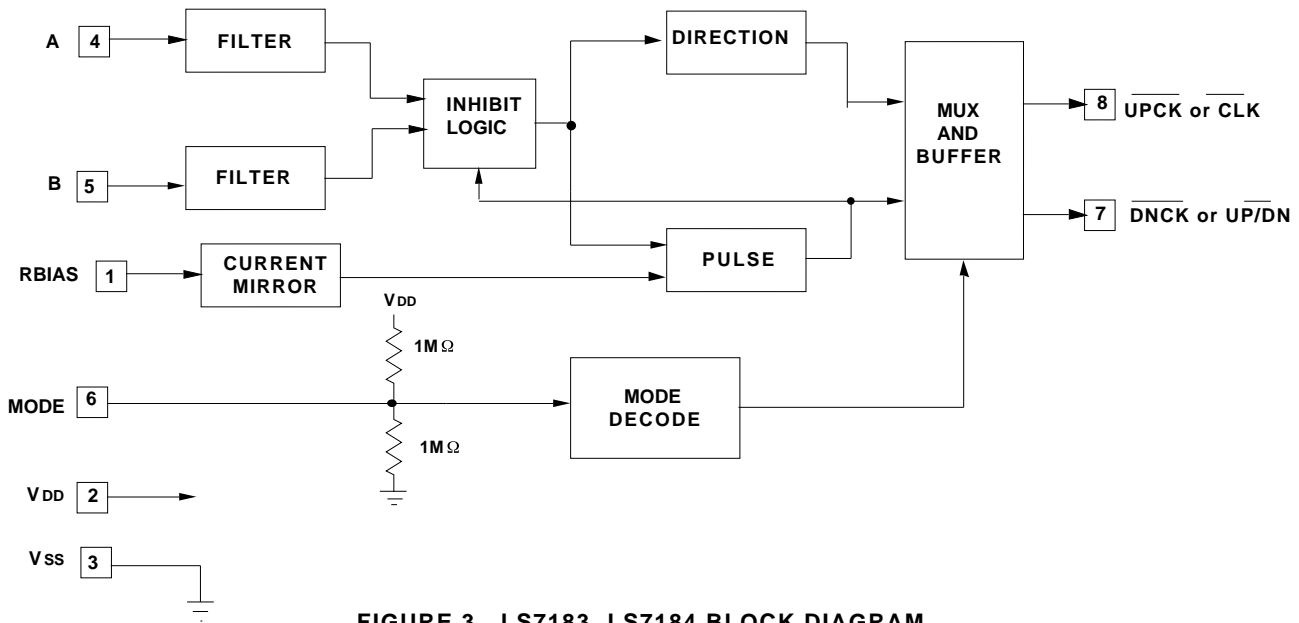 A 4
FILTER
DIRECTION
INHIBIT
LOGIC
MUX
AND
BUFFER
8 UPCK or CLK
B 5
FILTER
7 DNCK or UP/DN
RBIAS 1
CURRENT
MIRROR
PULSE
VDD
1MΩ
MODE 6
MODE
DECODE
1MΩ
VDD 2
VSS 3
FIGURE 3. LS7183, LS7184 BLOCK DIAGRAM